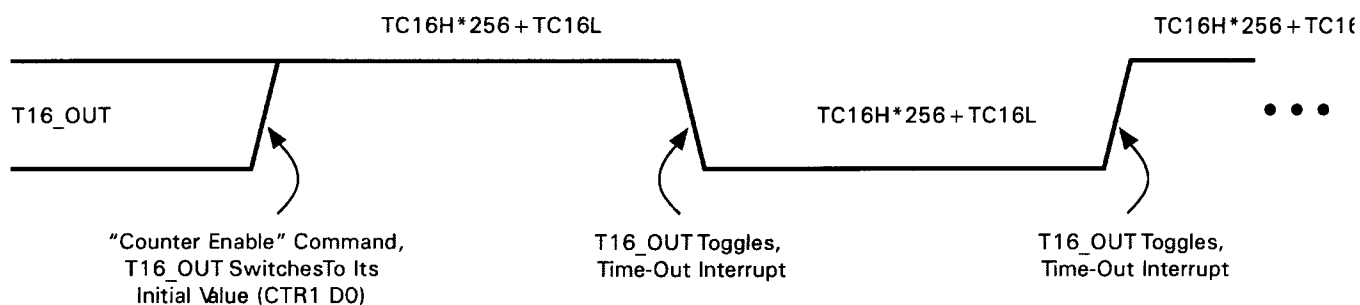 TC16H*256+TC16L
TC16H*256+TC16
T16_OUT
TC16H*256+TC16L
"Counter Enable" Command,
T16_OUT SwitchesTo Its
Initial Value (CTR1 D0)
T16_OUT Toggles,
Time-Out Interrupt
T16_OUT Toggles,
Time-Out Interrupt